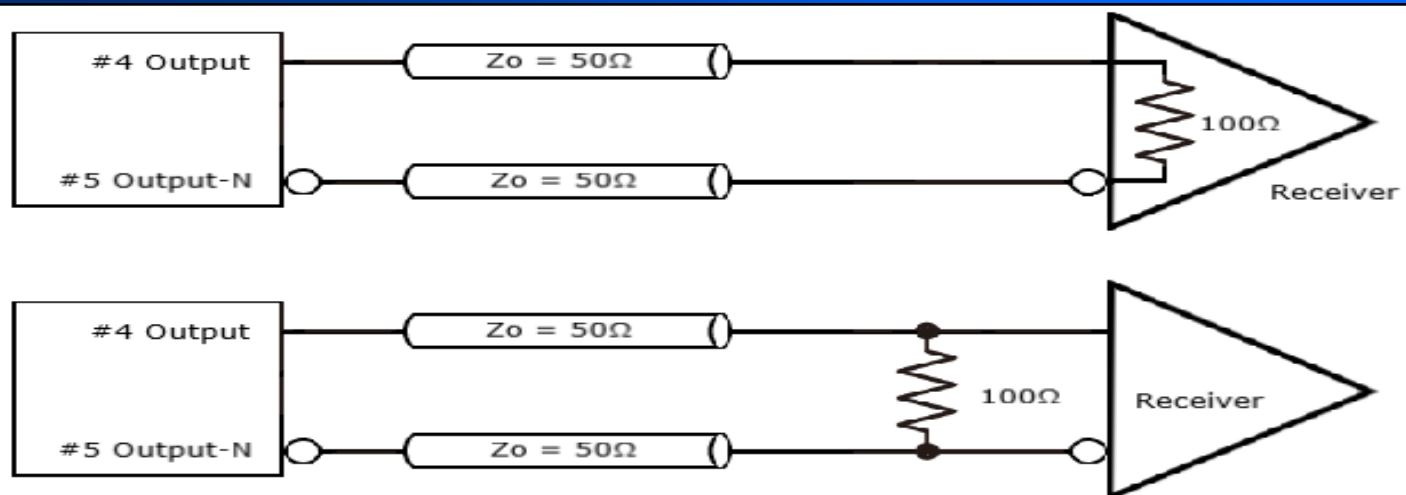 #4 Output
Zo = 50Ω
100Ω
#5 Output-N
Zo = 50Ω
Receiver
#4 Output
Zo = 50Ω
100Ω
Receiver
#5 Output-N
Zo = 50Ω